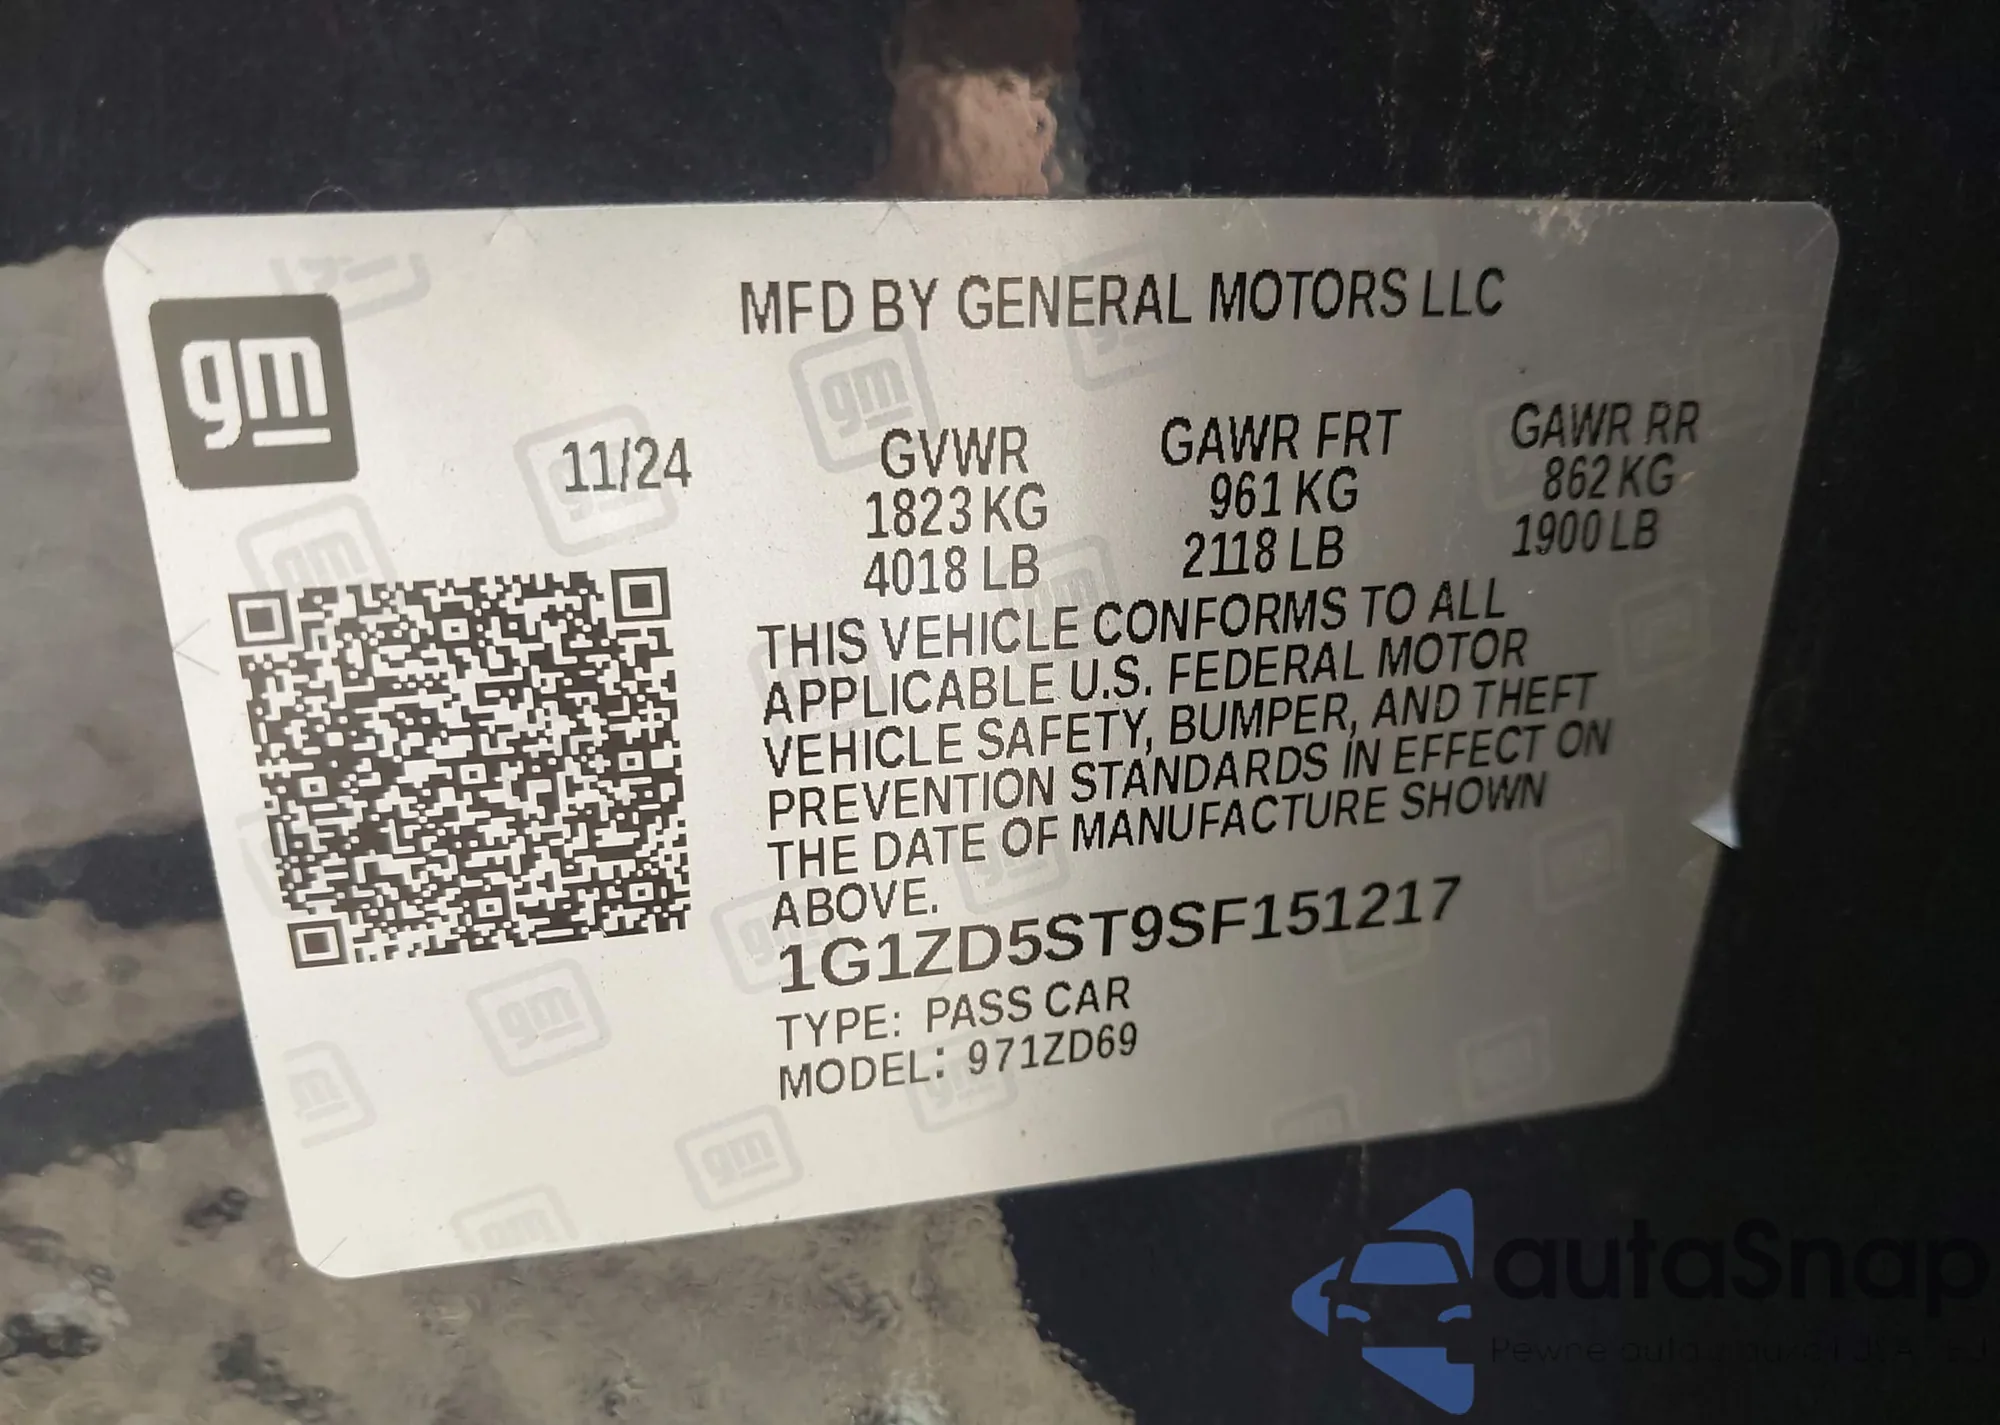 gm
MFD BY GENERAL MOTORS LLC
11/24
GVWR GAWR FRT GAWR RR
1823 KG 961 KG 862 KG
4018 LB 2118 LB 1900 LB
THIS VEHICLE CONFORMS TO ALL
APPLICABLE U.S. FEDERAL MOTOR
VEHICLE SAFETY, BUMPER, AND THEFT
PREVENTION STANDARDS IN EFFECT ON
THE DATE OF MANUFACTURE SHOWN
ABOVE.
1G1ZD5ST9SF151217
TYPE: PASS CAR
MODEL: 971ZD69
autaSnap
Pewne auta z